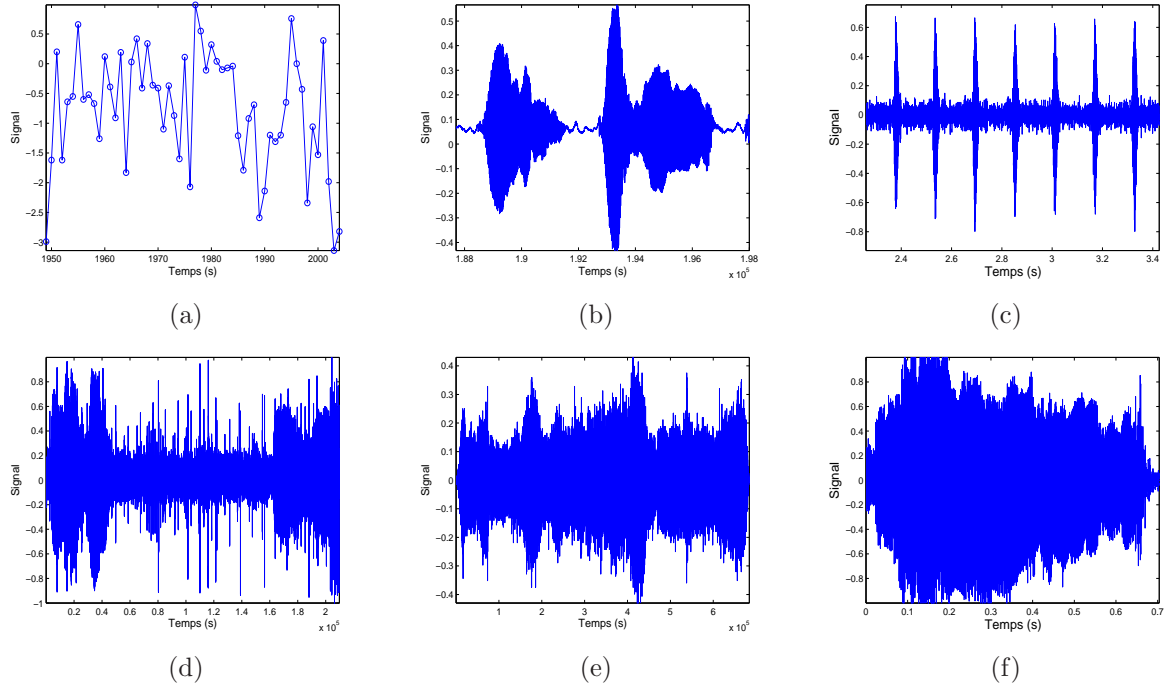 0.5
0
−0.5
−1
−1.5
−2
−2.5
−3
Signal
1950 1960 1970 1980 1990 2000
Temps (s)
(a)
0.5
0.4
0.3
0.2
0.1
0
−0.1
−0.2
−0.3
−0.4
Signal
1.88 1.9 1.92 1.94 1.96 1.98
Temps (s)
x 10⁵
(b)
0.6
0.4
0.2
0
−0.2
−0.4
−0.6
−0.8
Signal
2.4 2.6 2.8 3 3.2 3.4
Temps (s)
(c)
0.8
0.6
0.4
0.2
0
−0.2
−0.4
−0.6
−0.8
−1
Signal
0.2 0.4 0.6 0.8 1 1.2 1.4 1.6 1.8 2
Temps (s)
x 10⁵
(d)
0.4
0.3
0.2
0.1
0
−0.1
−0.2
−0.3
−0.4
Signal
1 2 3 4 5 6
Temps (s)
x 10⁵
(e)
0.8
0.6
0.4
0.2
0
−0.2
−0.4
−0.6
−0.8
Signal
0 0.1 0.2 0.3 0.4 0.5 0.6 0.7
Temps (s)
(f)